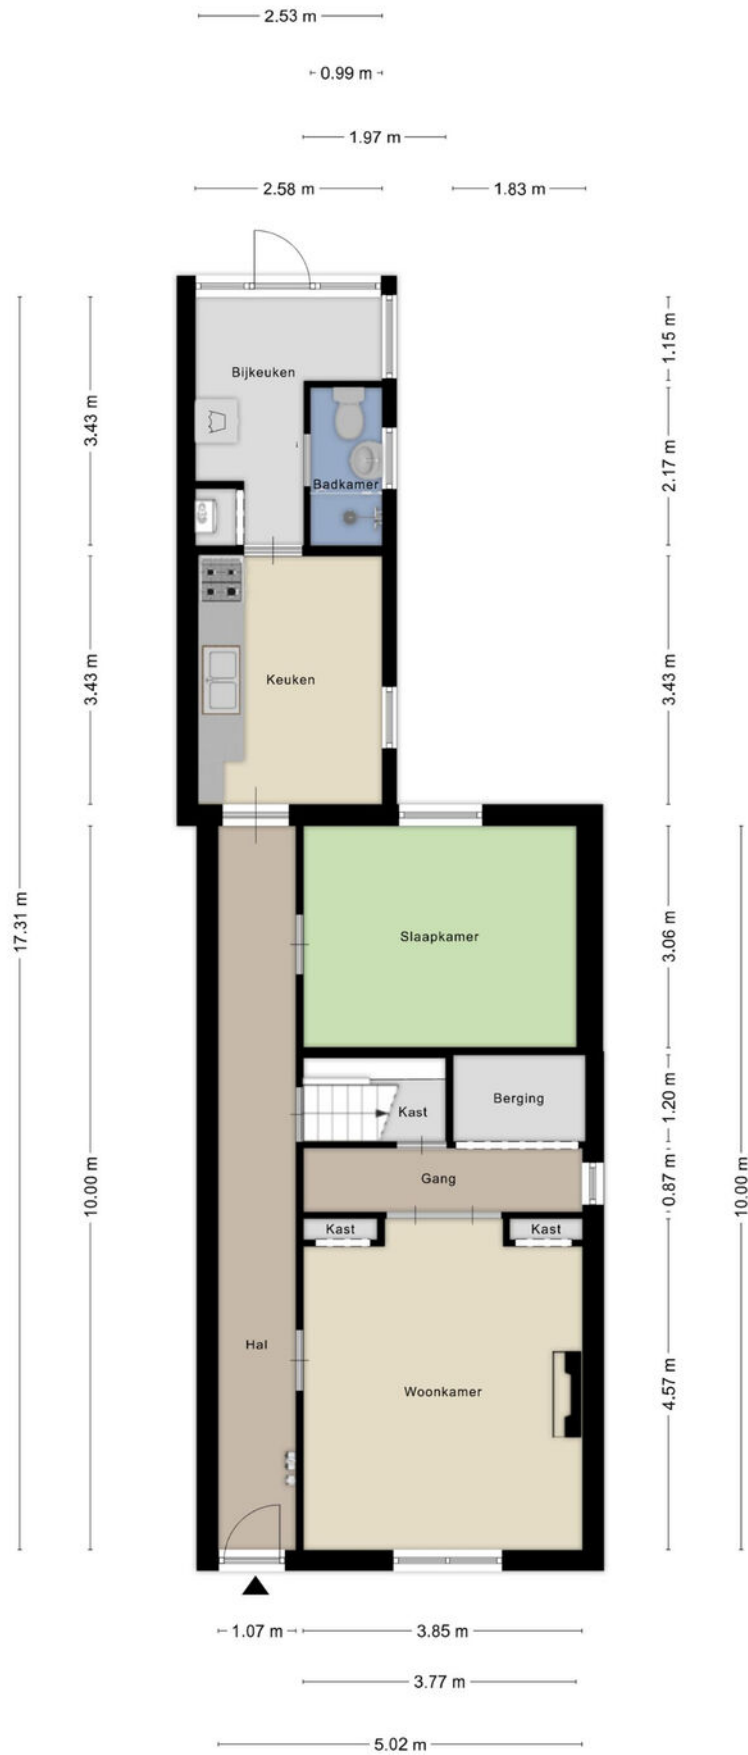 2.53 m
0.99 m
1.97 m
2.58 m
1.83 m
Bijkeuken
1.15 m
3.43 m
2.17 m
Badkamer
Keuken
3.43 m
3.43 m
17.31 m
Slaapkamer
3.06 m
Kast
Berging
1.20 m
Gang
0.87 m
10.00 m
10.00 m
Kast
Kast
Hal
Woonkamer
4.57 m
1.07 m
3.85 m
3.77 m
5.02 m